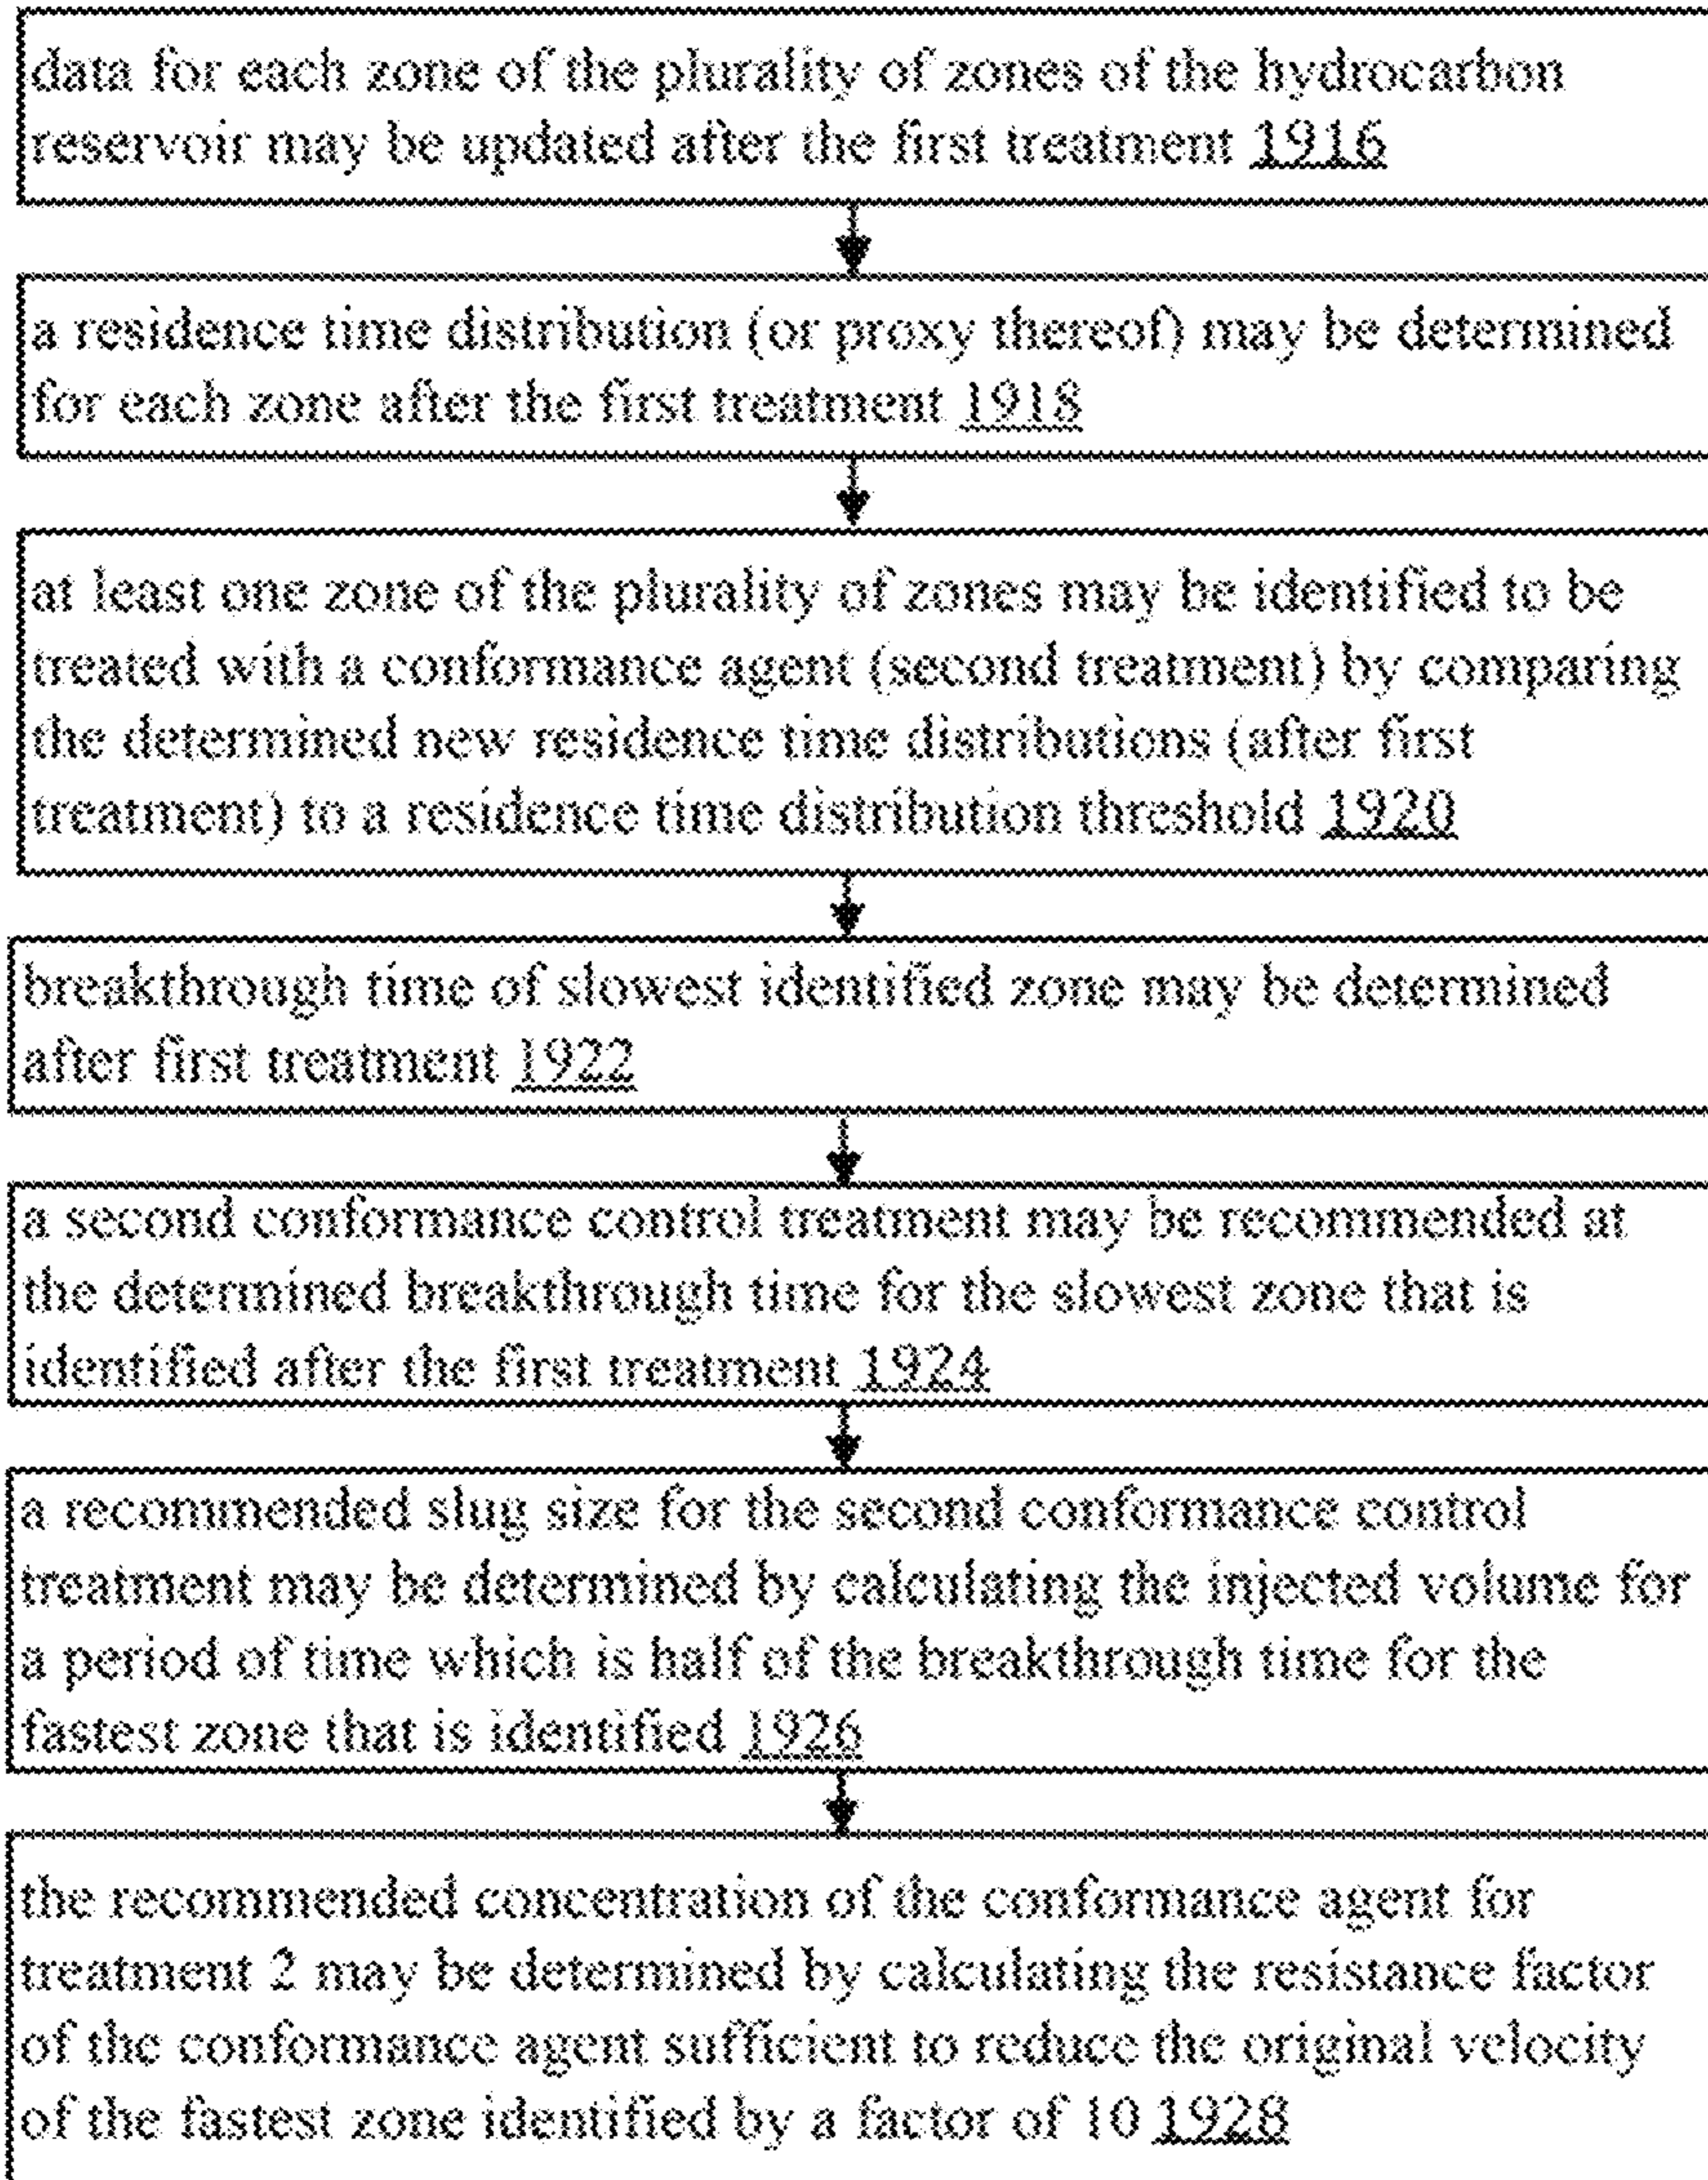 data for each zone of the plurality of zones of the hydrocarbon
reservoir may be updated after the first treatment 1916
a residence time distribution (or proxy thereof) may be determined
for each zone after the first treatment 1918
at least one zone of the plurality of zones may be identified to be
treated with a conformance agent (second treatment) by comparing
the determined new residence time distributions (after first
treatment) to a residence time distribution threshold 1920
breakthrough time of slowest identified zone may be determined
after first treatment 1922
a second conformance control treatment may be recommended at
the determined breakthrough time for the slowest zone that is
identified after the first treatment 1924
a recommended slug size for the second conformance control
treatment may be determined by calculating the injected volume for
a period of time which is half of the breakthrough time for the
fastest zone that is identified 1926
the recommended concentration of the conformance agent for
treatment 2 may be determined by calculating the resistance factor
of the conformance agent sufficient to reduce the original velocity
of the fastest zone identified by a factor of 10 1928